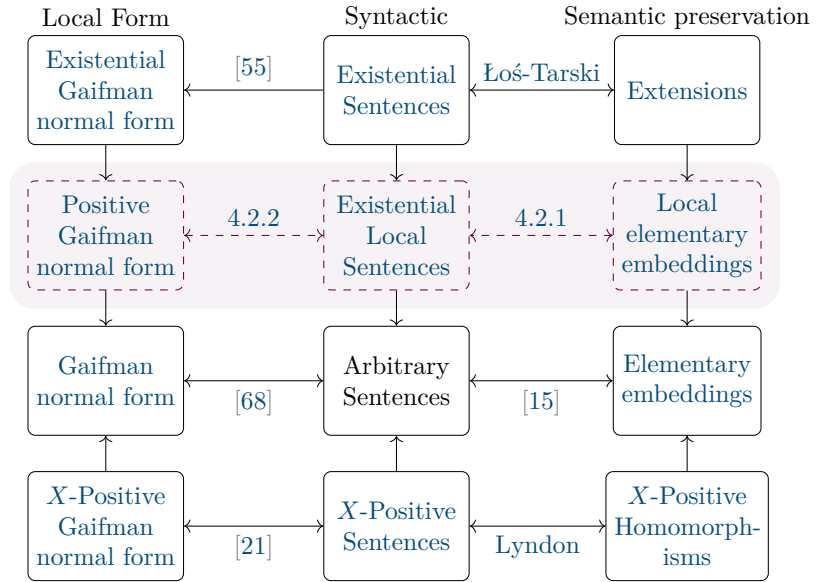 Local Form
Syntactic
Semantic preservation
Existential
Gaifman
normal form
[55]
Existential
Sentences
Łoś-Tarski
Extensions
Positive
Gaifman
normal form
4.2.2
Existential
Local
Sentences
4.2.1
Local
elementary
embeddings
Gaifman
normal form
[68]
Arbitrary
Sentences
[15]
Elementary
embeddings
X-Positive
Gaifman
normal form
[21]
X-Positive
Sentences
Lyndon
X-Positive
Homomorph-
isms